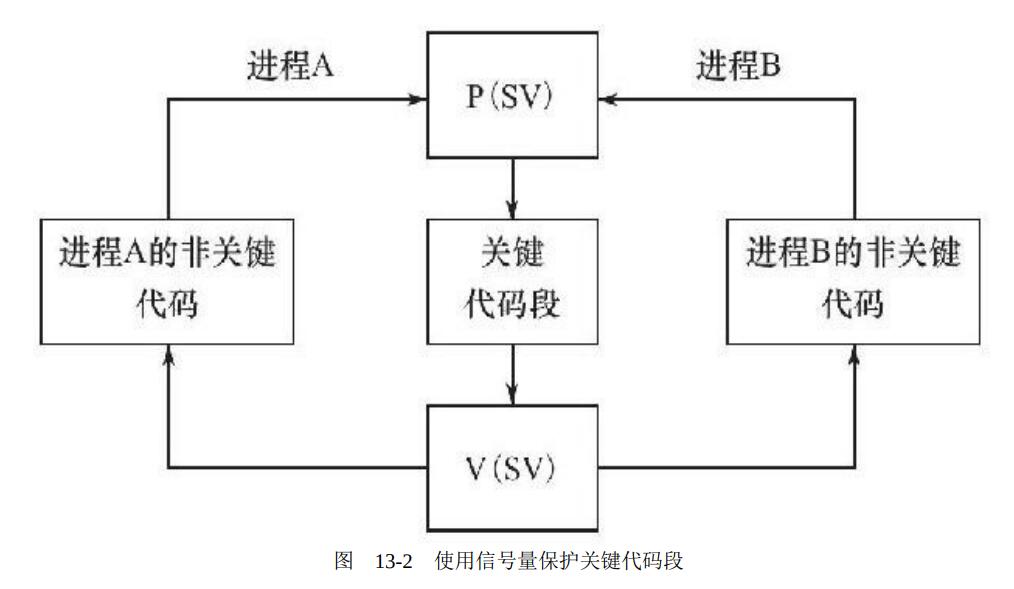 进程A
P(SV)
进程B
进程A的非关键
代码
关键
代码段
进程B的非关键
代码
V(SV)
图 13-2 使用信号量保护关键代码段